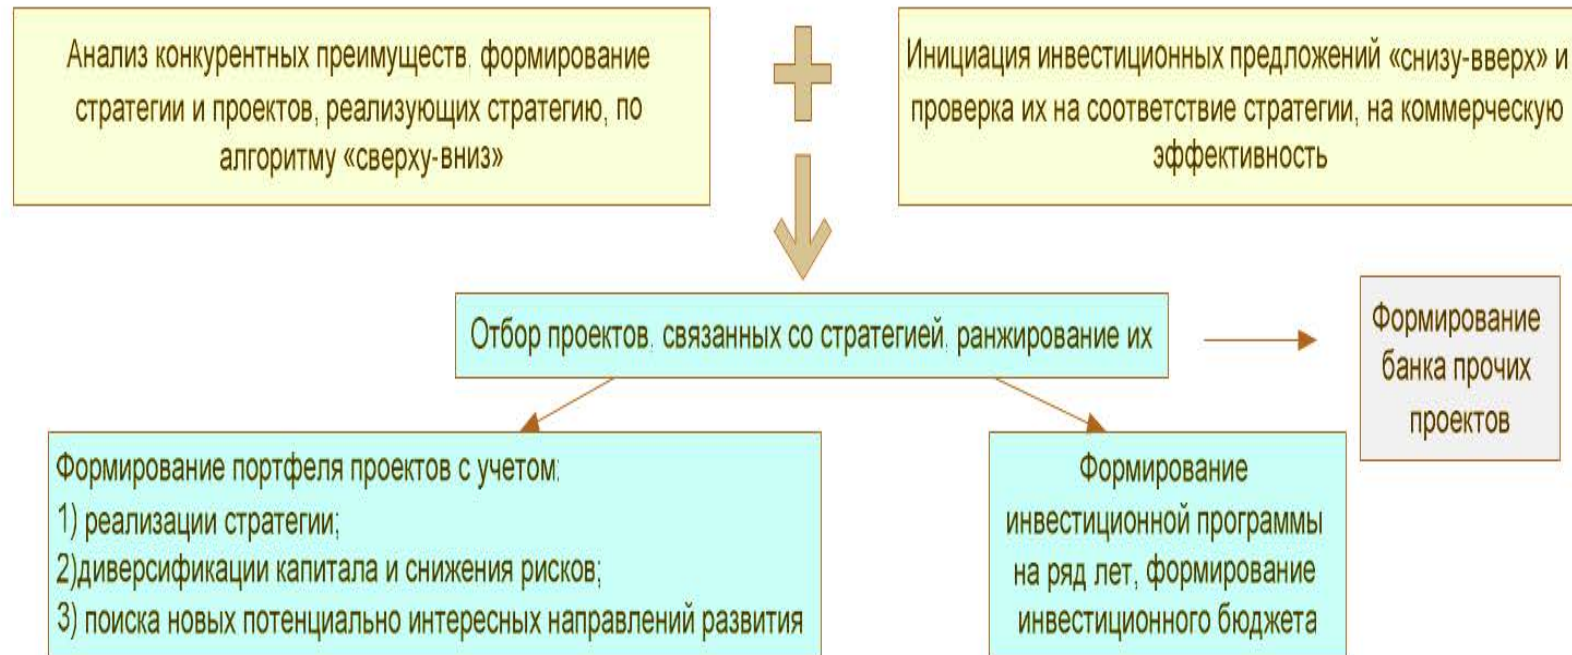 Анализ конкурентных преимуществ, формирование
стратегии и проектов, реализующих стратегию, по
алгоритму «сверху-вниз»
Инициация инвестиционных предложений «снизу-вверх» и
проверка их на соответствие стратегии, на коммерческую
эффективность
Отбор проектов, связанных со стратегией, ранжирование их
Формирование
банка прочих
проектов
Формирование портфеля проектов с учетом:
1) реализации стратегии;
2)диверсификации капитала и снижения рисков;
3) поиска новых потенциально интересных направлений развития
Формирование
инвестиционной программы
на ряд лет, формирование
инвестиционного бюджета